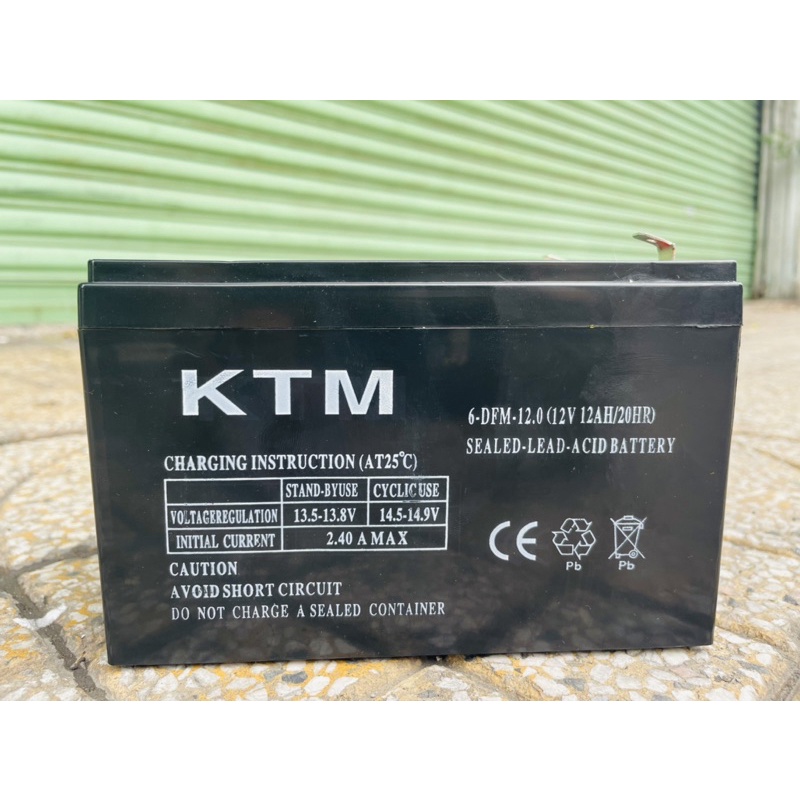 KTM
6-DFM-12.0 (12V 12AH/20HR)
SEALED-LEAD-ACID BATTERY
CHARGING INSTRUCTION (AT25℃)
STAND-BYUSE CYCLIC USE
VOLTAGEREGULATION 13.5-13.8V 14.5-14.9V
INITIAL CURRENT 2.40 A MAX
CAUTION
AVOID SHORT CIRCUIT
DO NOT CHARGE A SEALED CONTAINER
CE
Pb Pb